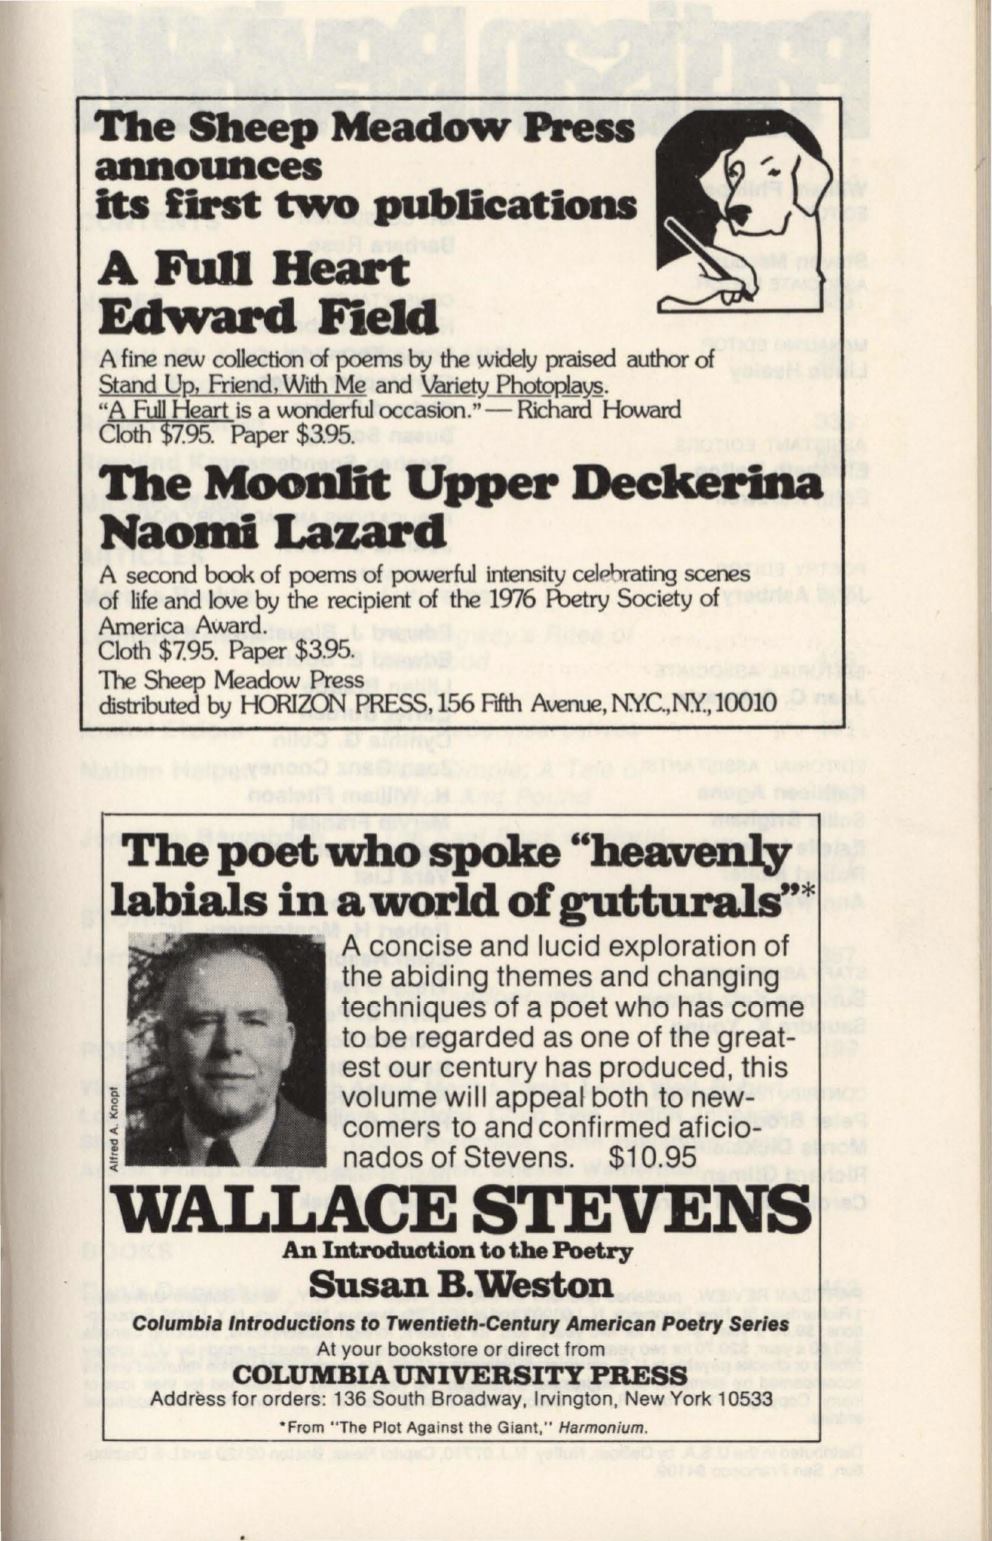 The Sheep Meadow Press
announces
its first two publications
A Full Heart
Edward Field
A fine new collection of poems by the widely praised author of
Stand Up, Friend, With Me and Variety Photoplays.
“A Full Heart is a wonderful occasion.” — Richard Howard
Cloth $7.95. Paper $3.95.
The Moonlit Upper Deckerina
Naomi Lazard
A second book of poems of powerful intensity celebrating scenes
of life and love by the recipient of the 1976 Poetry Society of
America Award.
Cloth $7.95. Paper $3.95.
The Sheep Meadow Press
distributed by HORIZON PRESS, 156 Fifth Avenue, N.Y.C., N.Y., 10010
The poet who spoke “heavenly
labials in a world of gutturals”*
A concise and lucid exploration of
the abiding themes and changing
techniques of a poet who has come
to be regarded as one of the great-
est our century has produced, this
volume will appeal both to new-
comers to and confirmed aficio-
nados of Stevens. $10.95
Alfred A. Knopf
WALLACE STEVENS
An Introduction to the Poetry
Susan B. Weston
Columbia Introductions to Twentieth-Century American Poetry Series
At your bookstore or direct from
COLUMBIA UNIVERSITY PRESS
Address for orders: 136 South Broadway, Irvington, New York 10533
*From "The Plot Against the Giant," Harmonium.